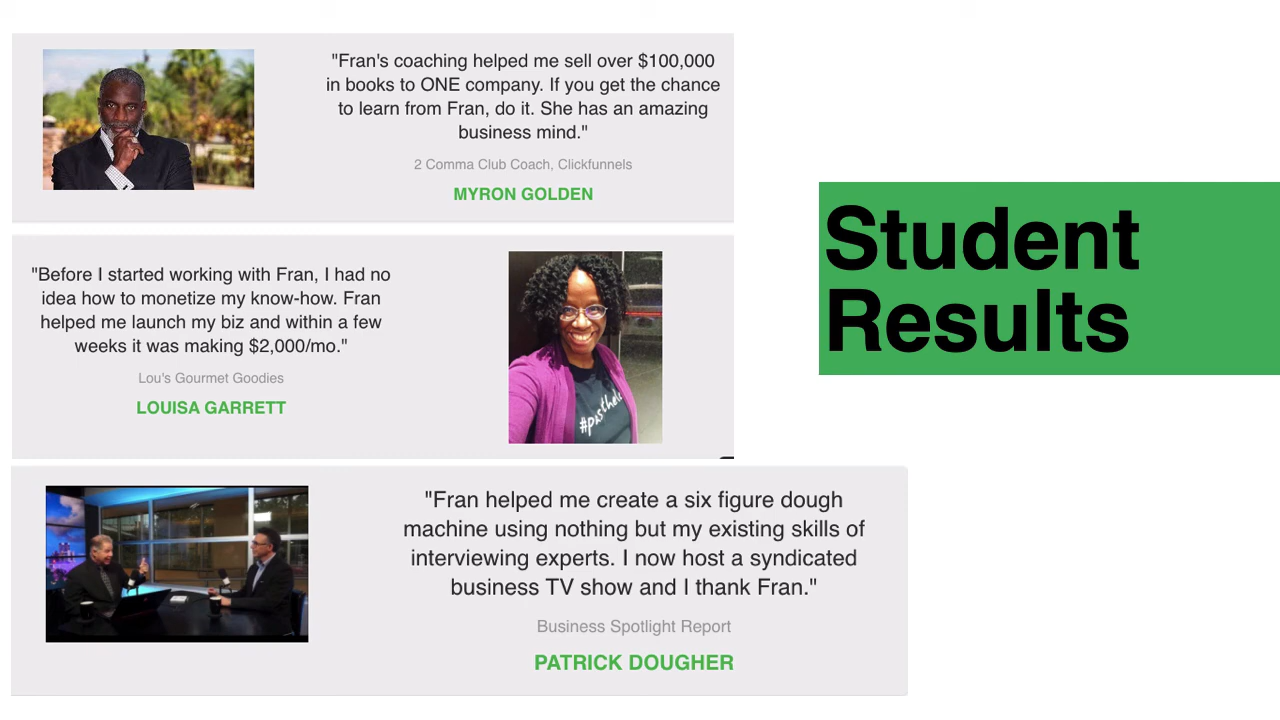 "Fran's coaching helped me sell over $100,000
in books to ONE company. If you get the chance
to learn from Fran, do it. She has an amazing
business mind."
2 Comma Club Coach, Clickfunnels
MYRON GOLDEN
"Before I started working with Fran, I had no
idea how to monetize my know-how. Fran
helped me launch my biz and within a few
weeks it was making $2,000/mo."
Lou's Gourmet Goodies
LOUISA GARRETT
"Fran helped me create a six figure dough
machine using nothing but my existing skills of
interviewing experts. I now host a syndicated
business TV show and I thank Fran."
Business Spotlight Report
PATRICK DOUGHER
Student
Results